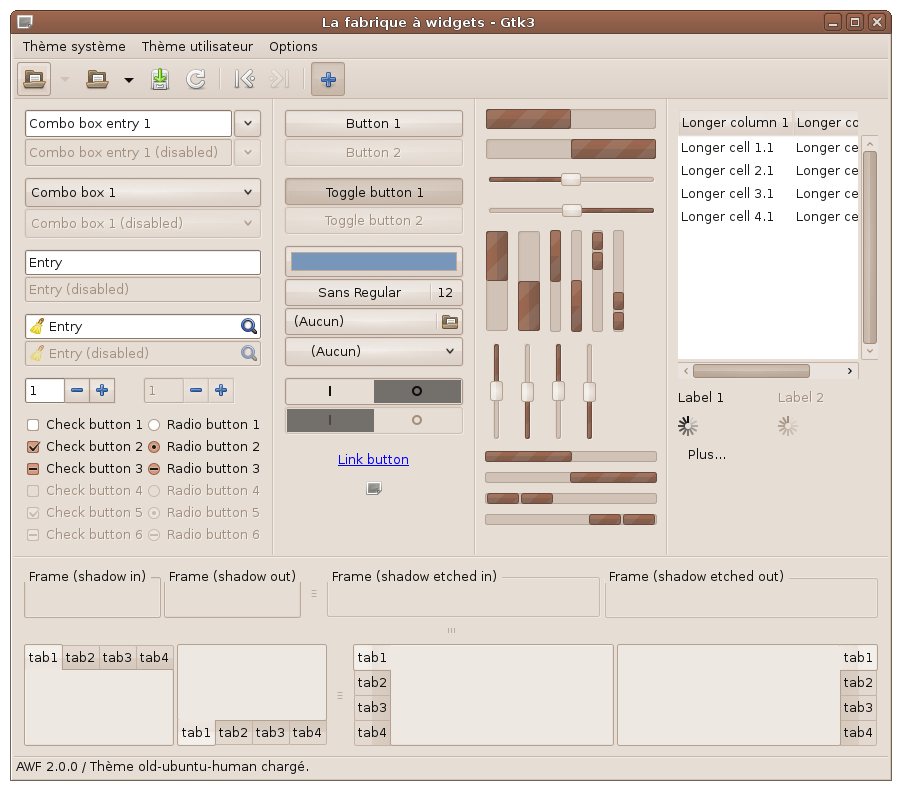 La fabrique à widgets - Gtk3
Thème système Thème utilisateur Options
Combo box entry 1
Combo box entry 1 (disabled)
Combo box 1
Combo box 1 (disabled)
Entry
Entry (disabled)
Entry
Entry (disabled)
1 1
Check button 1 Radio button 1
Check button 2 Radio button 2
Check button 3 Radio button 3
Check button 4 Radio button 4
Check button 5 Radio button 5
Check button 6 Radio button 6
Button 1
Button 2
Toggle button 1
Toggle button 2
Sans Regular 12
(Aucun)
(Aucun)
Link button
Longer column 1 Longer cc
Longer cell 1.1 Longer ce
Longer cell 2.1 Longer ce
Longer cell 3.1 Longer ce
Longer cell 4.1 Longer ce
Label 1 Label 2
Plus...
Frame (shadow in) Frame (shadow out) Frame (shadow etched in) Frame (shadow etched out)
tab1 tab2 tab3 tab4
tab1 tab2 tab3 tab4
tab1
tab2
tab3
tab4
tab1
tab2
tab3
tab4
AWF 2.0.0 / Thème old-ubuntu-human chargé.